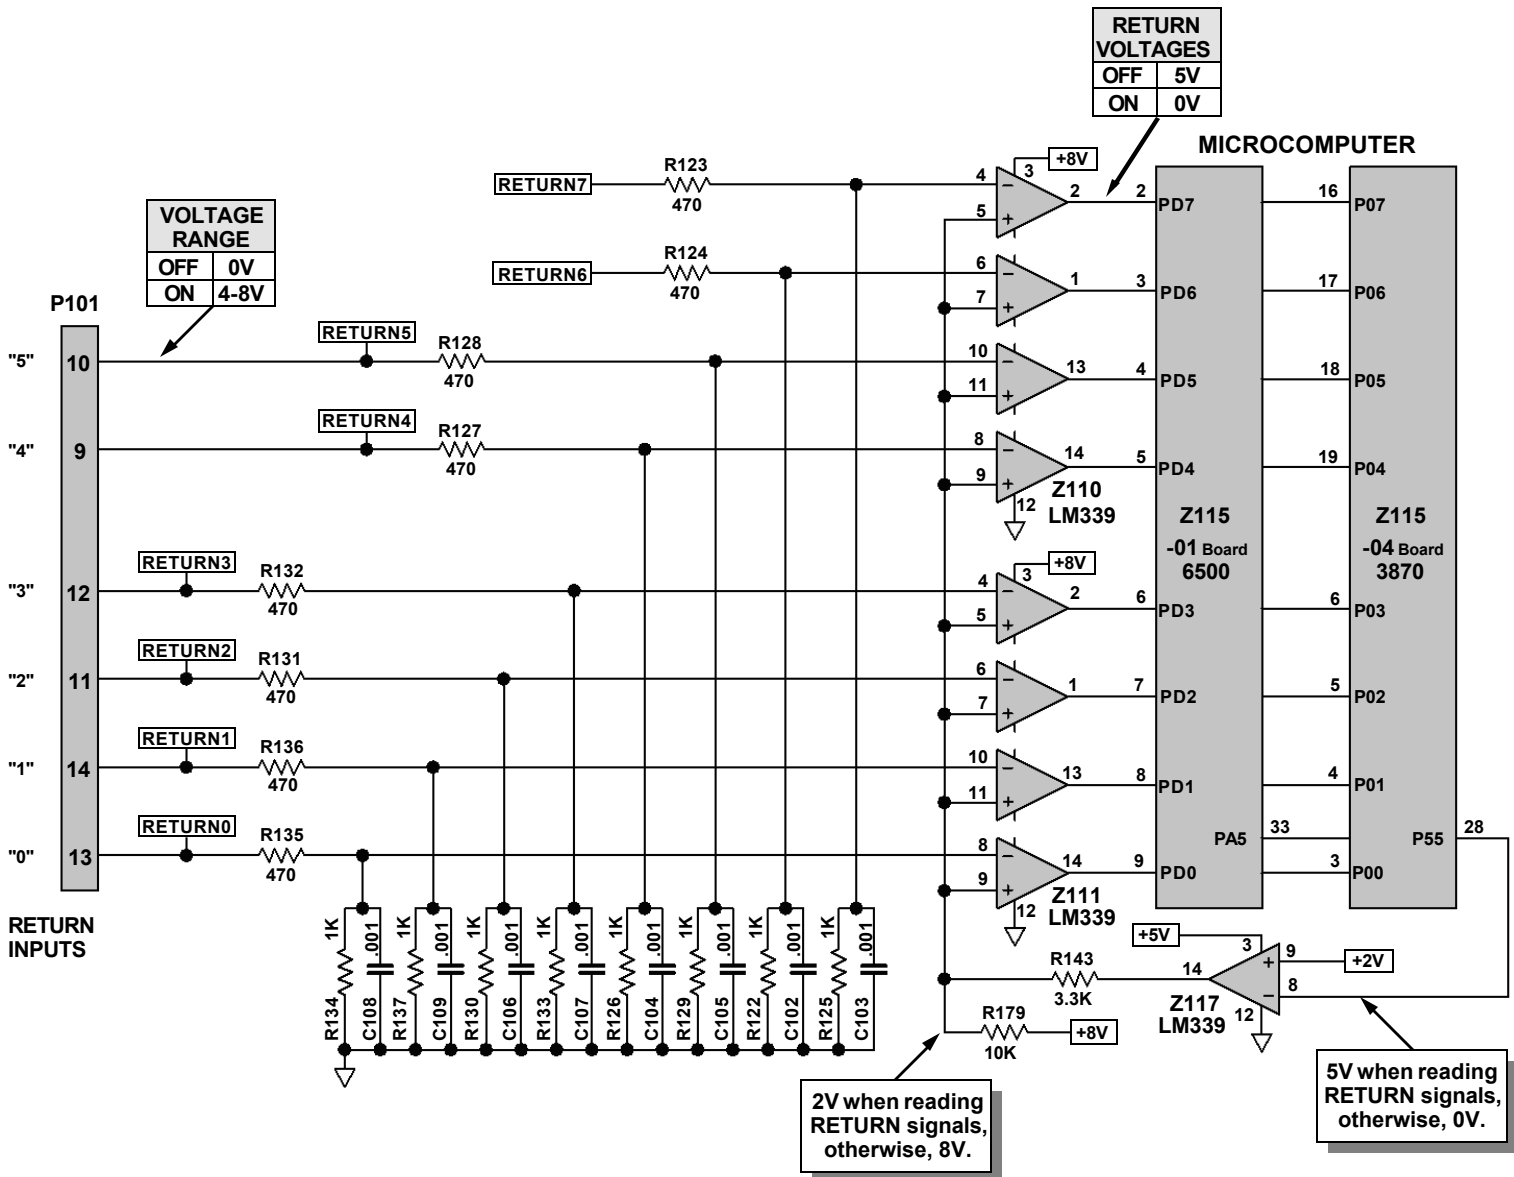 RETURN
VOLTAGES
OFF 5V
ON 0V
MICROCOMPUTER
VOLTAGE
RANGE
OFF 0V
ON 4-8V
P101
RETURN7
R123
470
4
5
+8V
3
2
2
PD7
16
P07
RETURN6
R124
470
6
7
1
3
PD6
17
P06
"5"
10
RETURN5
R128
470
10
11
13
4
PD5
18
P05
"4"
9
RETURN4
R127
470
8
9
14
12
5
PD4
19
P04
Z110
LM339
Z115
-01 Board
6500
Z115
-04 Board
3870
"3"
12
RETURN3
R132
470
4
5
+8V
3
2
6
PD3
6
P03
"2"
11
RETURN2
R131
470
6
7
1
7
PD2
5
P02
"1"
14
RETURN1
R136
470
10
11
13
8
PD1
4
P01
PA5
33
P55
28
"0"
13
RETURN0
R135
470
8
9
14
12
9
PD0
3
P00
Z111
LM339
RETURN
INPUTS
1K
.001
1K
.001
1K
.001
1K
.001
1K
.001
1K
.001
1K
.001
1K
.001
R134
C108
R137
C109
R130
C106
R133
C107
R126
C104
R129
C105
R122
C102
R125
C103
+5V
3
9
+2V
R143
3.3K
14
8
12
Z117
LM339
R179
10K
+8V
2V when reading
RETURN signals,
otherwise, 8V.
5V when reading
RETURN signals,
otherwise, 0V.